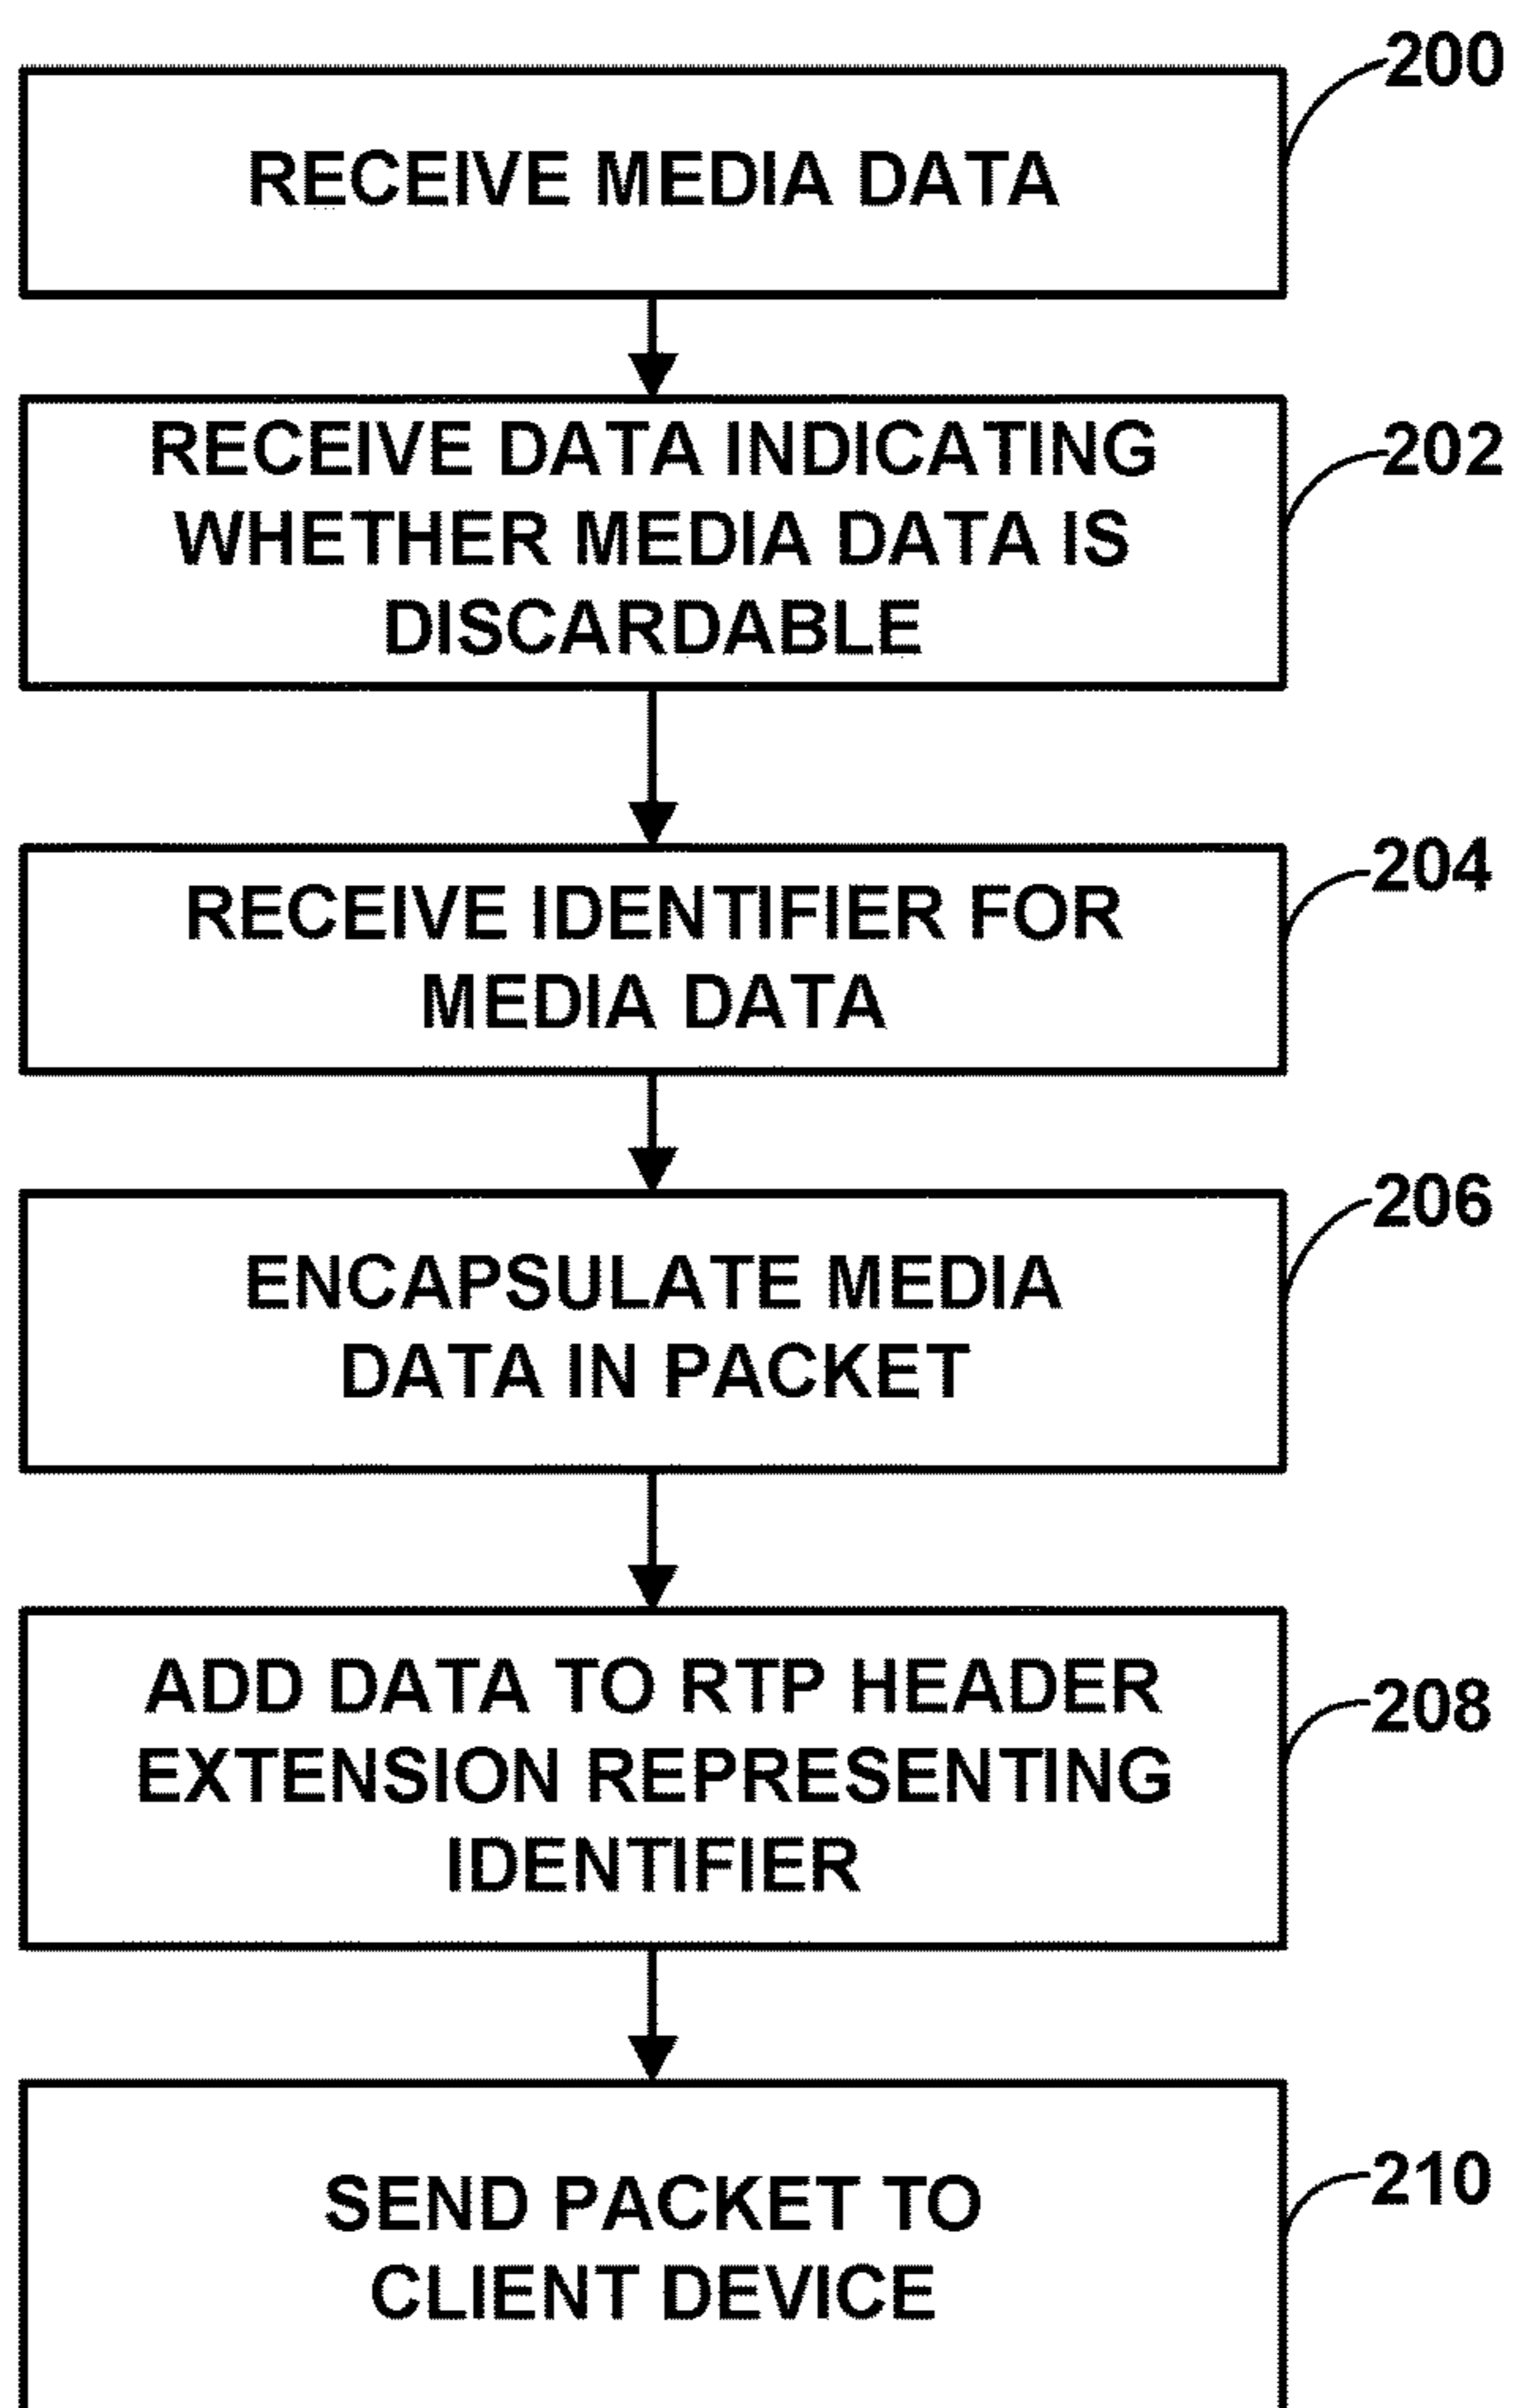 200
RECEIVE MEDIA DATA
202
RECEIVE DATA INDICATING
WHETHER MEDIA DATA IS
DISCARDABLE
204
RECEIVE IDENTIFIER FOR
MEDIA DATA
206
ENCAPSULATE MEDIA
DATA IN PACKET
208
ADD DATA TO RTP HEADER
EXTENSION REPRESENTING
IDENTIFIER
210
SEND PACKET TO
CLIENT DEVICE